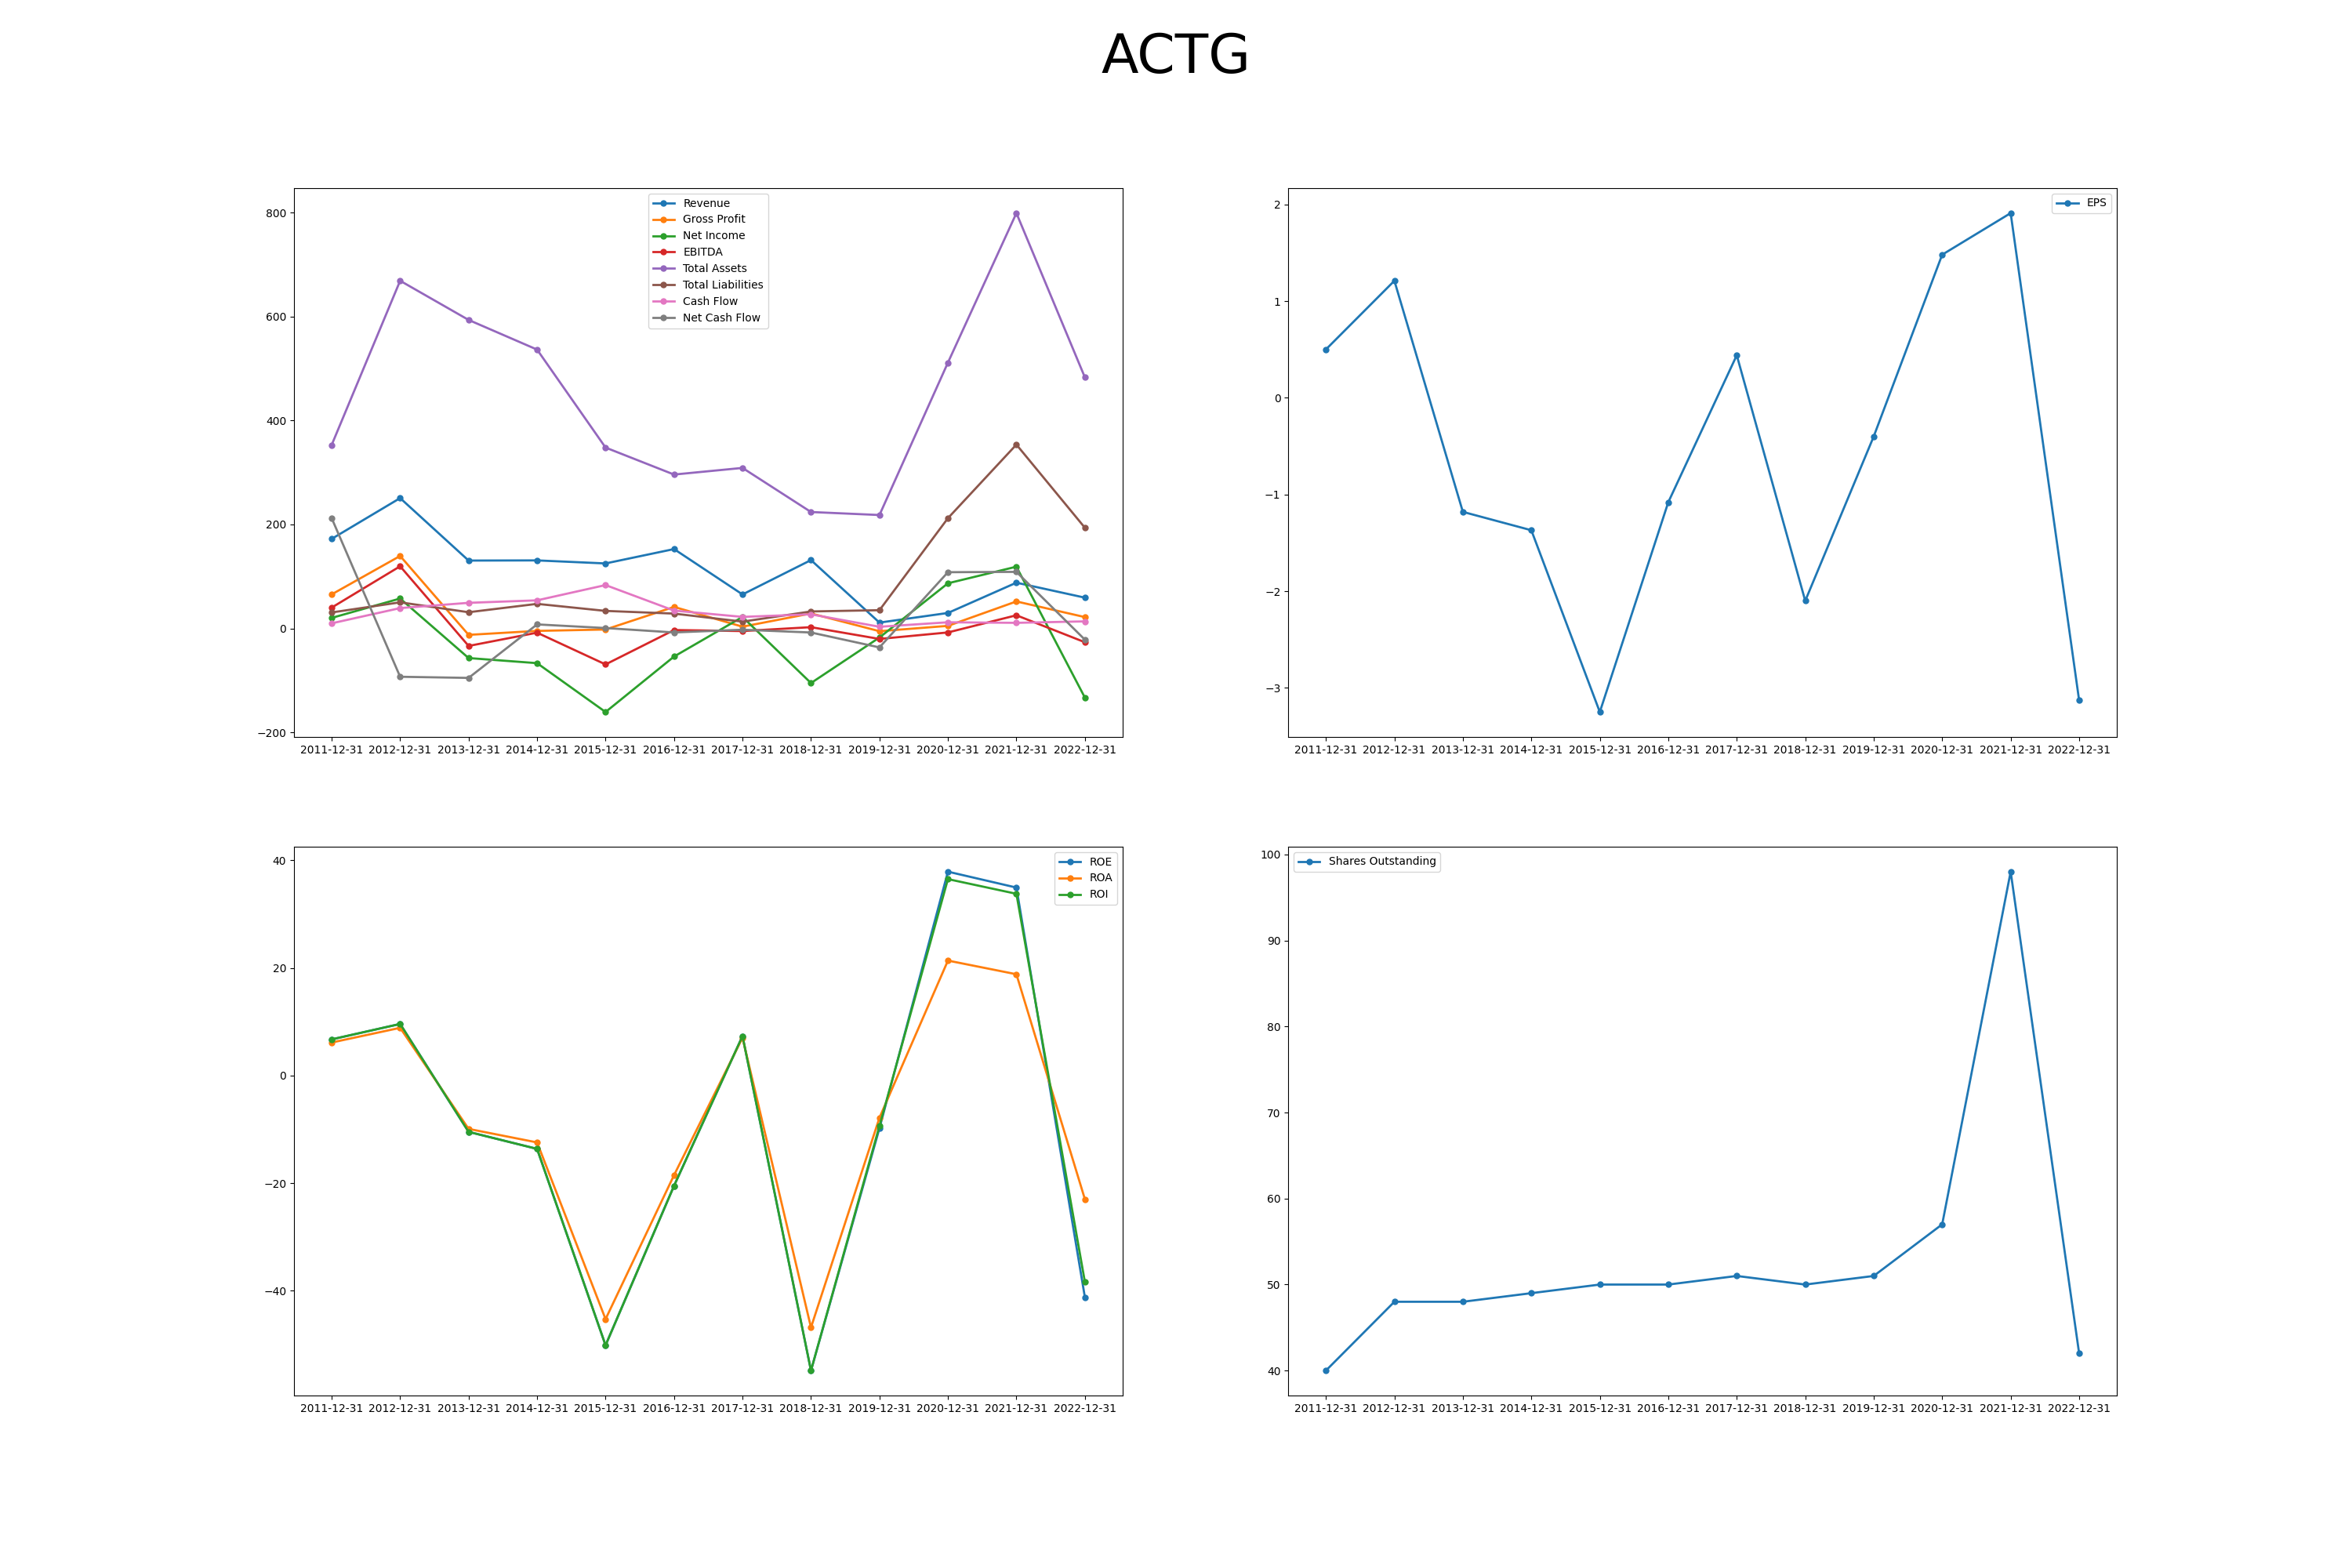 ACTG
800
600
400
200
0
−200
Revenue
Gross Profit
Net Income
EBITDA
Total Assets
Total Liabilities
Cash Flow
Net Cash Flow
2011-12-31 2012-12-31 2013-12-31 2014-12-31 2015-12-31 2016-12-31 2017-12-31 2018-12-31 2019-12-31 2020-12-31 2021-12-31 2022-12-31
2
1
0
−1
−2
−3
EPS
2011-12-31 2012-12-31 2013-12-31 2014-12-31 2015-12-31 2016-12-31 2017-12-31 2018-12-31 2019-12-31 2020-12-31 2021-12-31 2022-12-31
40
20
0
−20
−40
ROE
ROA
ROI
2011-12-31 2012-12-31 2013-12-31 2014-12-31 2015-12-31 2016-12-31 2017-12-31 2018-12-31 2019-12-31 2020-12-31 2021-12-31 2022-12-31
100
90
80
70
60
50
40
Shares Outstanding
2011-12-31 2012-12-31 2013-12-31 2014-12-31 2015-12-31 2016-12-31 2017-12-31 2018-12-31 2019-12-31 2020-12-31 2021-12-31 2022-12-31